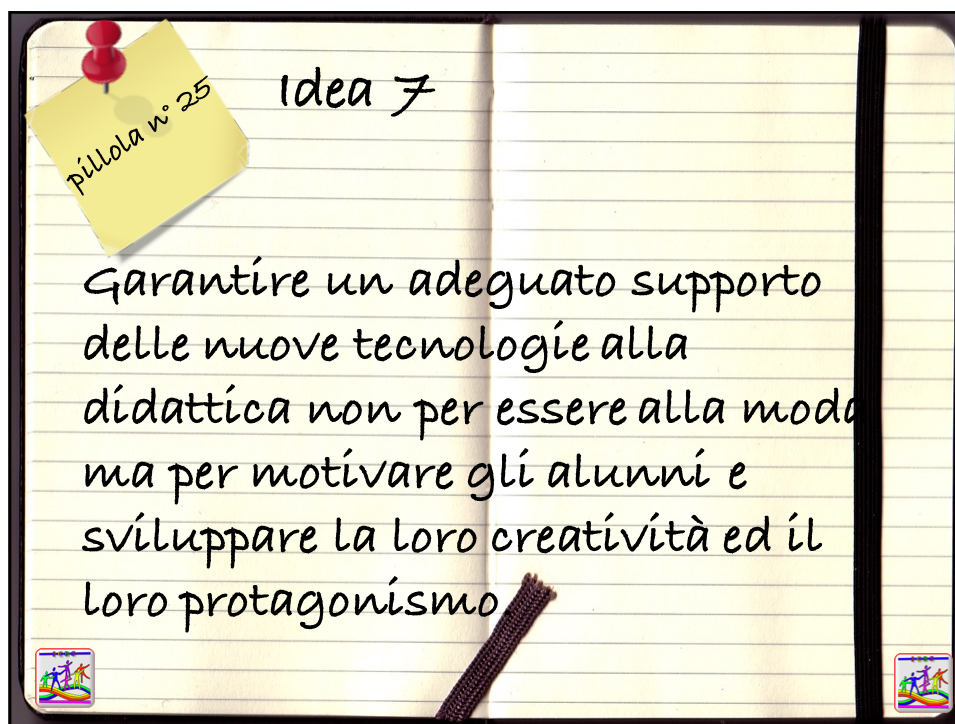 pillola n° 25
Idea 7
Garantire un adeguato supporto
delle nuove tecnologie alla
didattica non per essere alla moda
ma per motivare gli alunni e
sviluppare la loro creatività ed il
loro protagonismo.